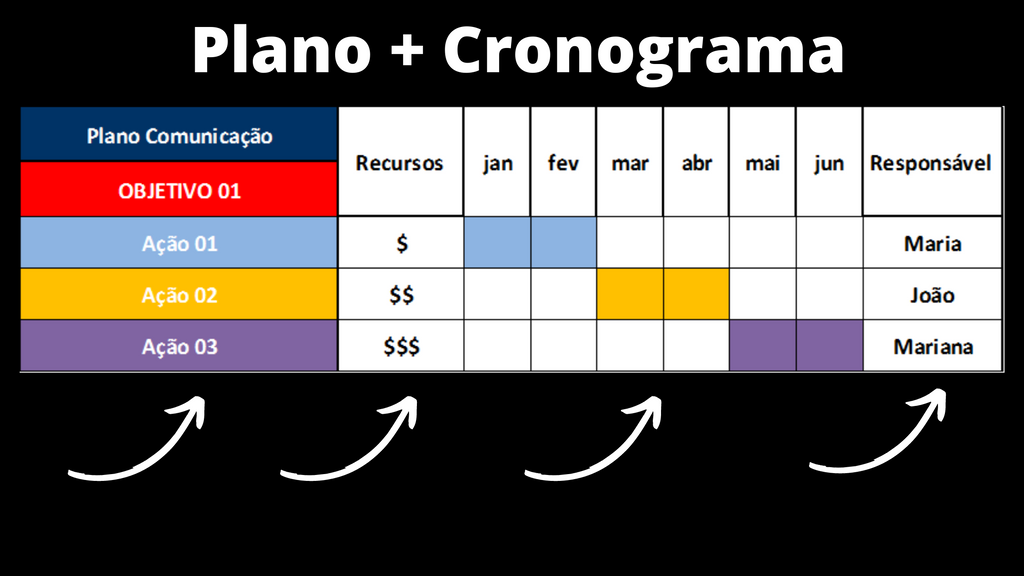 Plano + Cronograma
Plano Comunicação
OBJETIVO 01
Recursos jan fev mar abr mai jun Responsável
Ação 01 $ Maria
Ação 02 $$ João
Ação 03 $$$ Mariana